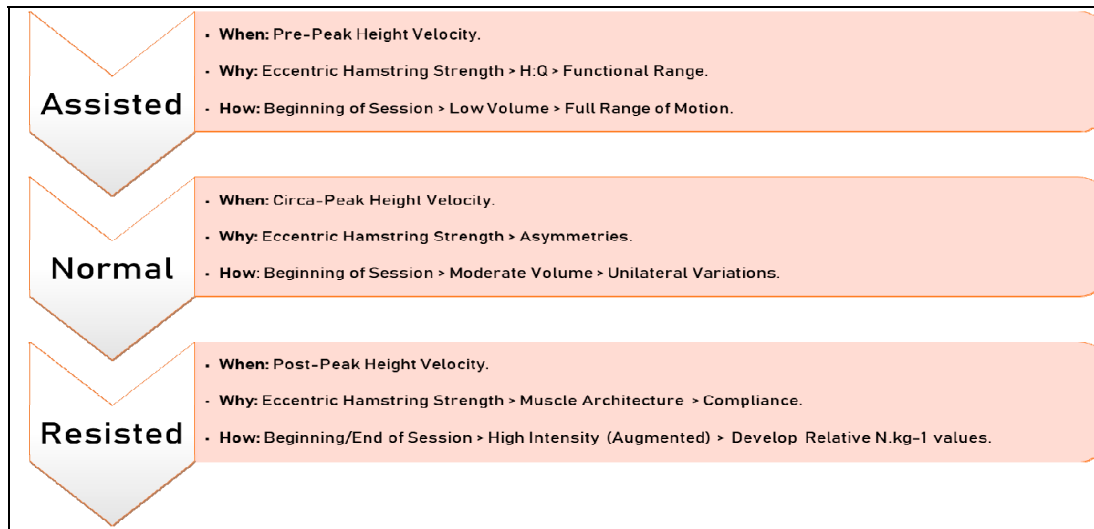 Assisted
- When: Pre-Peak Height Velocity.
- Why: Eccentric Hamstring Strength > H:Q > Functional Range.
- How: Beginning of Session > Low Volume > Full Range of Motion.
Normal
- When: Circa-Peak Height Velocity.
- Why: Eccentric Hamstring Strength > Asymmetries.
- How: Beginning of Session > Moderate Volume > Unilateral Variations.
Resisted
- When: Post-Peak Height Velocity.
- Why: Eccentric Hamstring Strength > Muscle Architecture > Compliance.
- How: Beginning/End of Session > High Intensity (Augmented) > Develop Relative N.kg-1 values.